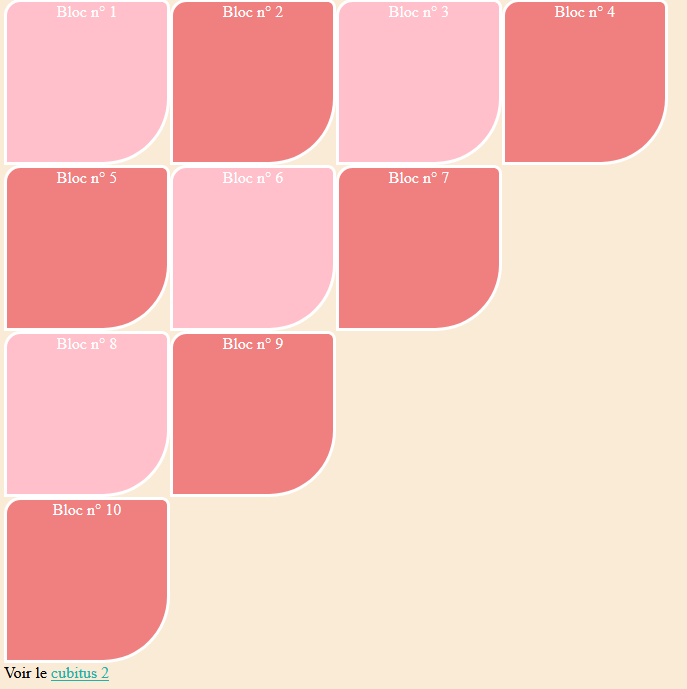 Bloc n° 1 Bloc n° 2 Bloc n° 3 Bloc n° 4
Bloc n° 5 Bloc n° 6 Bloc n° 7
Bloc n° 8 Bloc n° 9
Bloc n° 10
Voir le cubitus 2